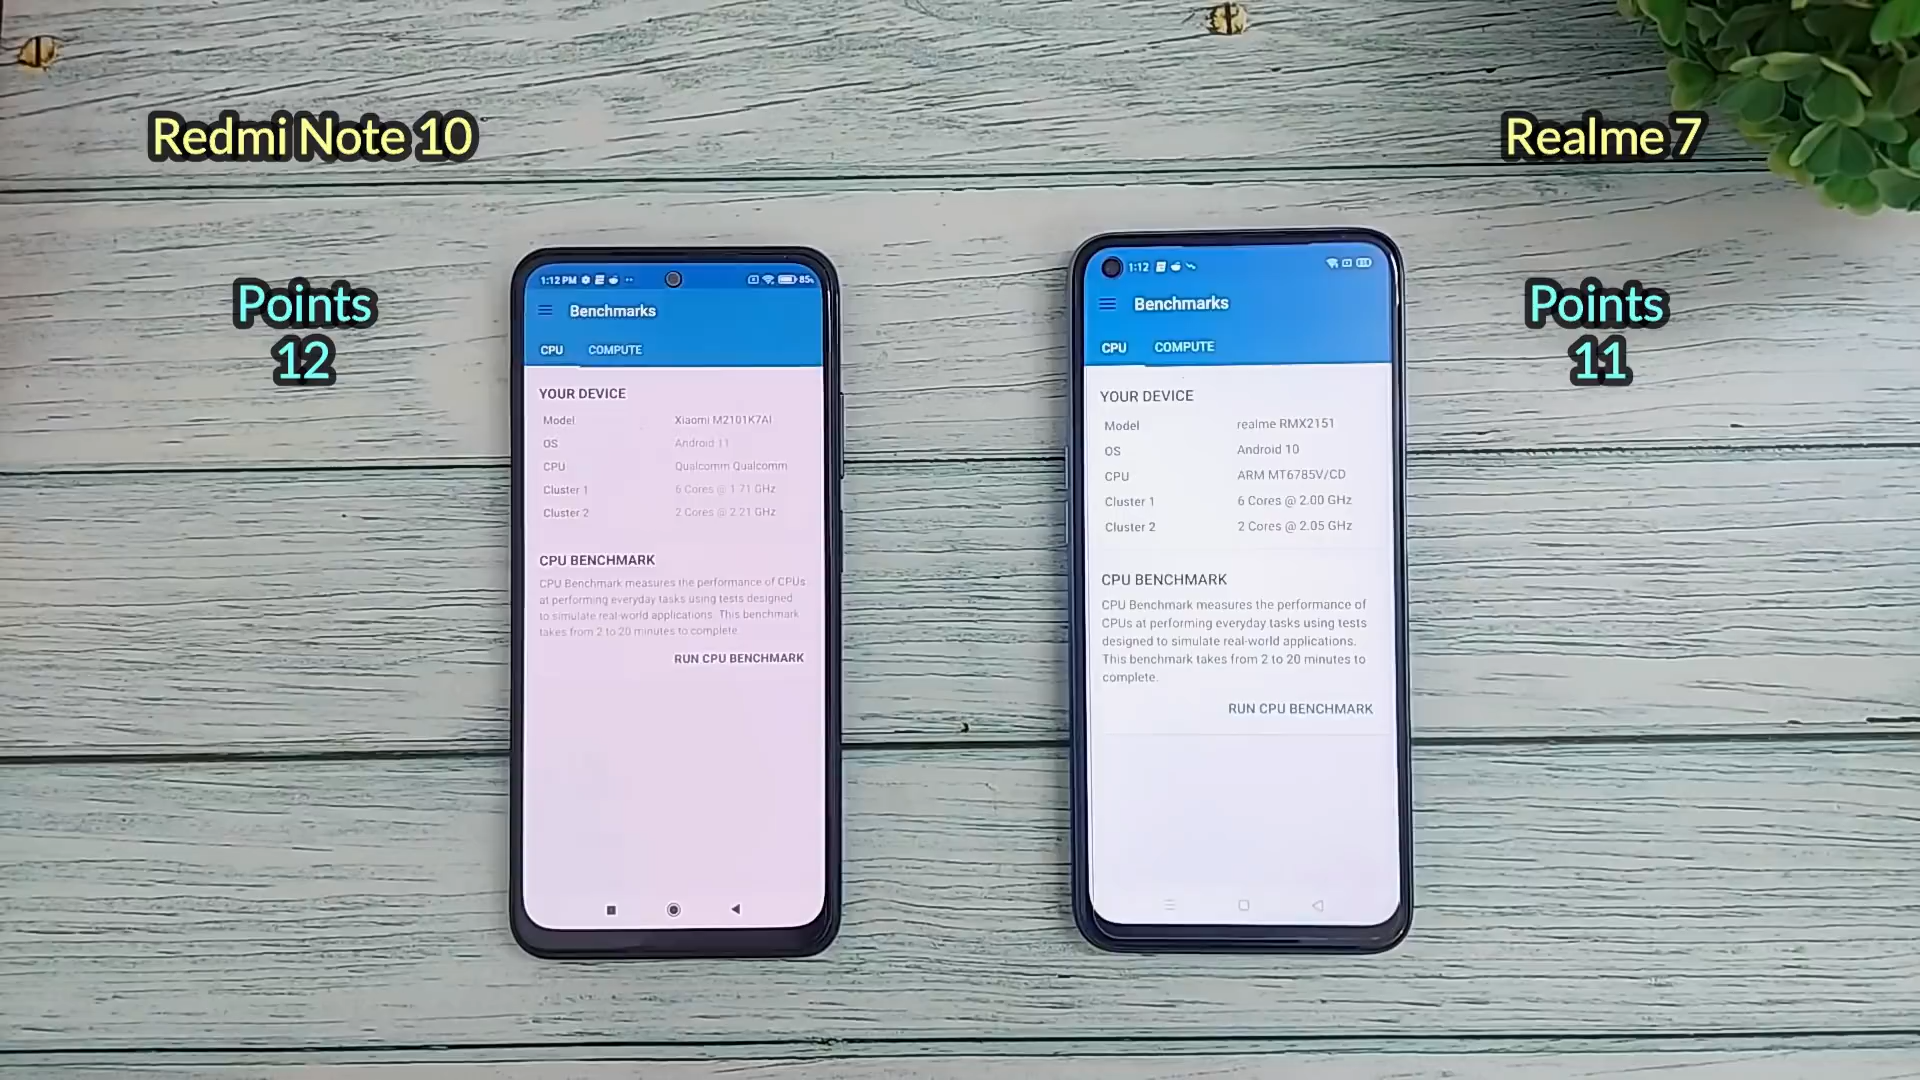 Redmi Note 10
Realme 7
Points
12
Points
11
1:12 PM
85%
Benchmarks
CPU COMPUTE
YOUR DEVICE
Model Xiaomi M2101K7AI
OS Android 11
CPU Qualcomm Qualcomm
Cluster 1 6 Cores @ 1.71 GHz
Cluster 2 2 Cores @ 2.21 GHz
CPU BENCHMARK
CPU Benchmark measures the performance of CPUs
at performing everyday tasks using tests designed
to simulate real-world applications. This benchmark
takes from 2 to 20 minutes to complete.
RUN CPU BENCHMARK
1:12
Benchmarks
CPU COMPUTE
YOUR DEVICE
Model realme RMX2151
OS Android 10
CPU ARM MT6785V/CD
Cluster 1 6 Cores @ 2.00 GHz
Cluster 2 2 Cores @ 2.05 GHz
CPU BENCHMARK
CPU Benchmark measures the performance of
CPUs at performing everyday tasks using tests
designed to simulate real-world applications.
This benchmark takes from 2 to 20 minutes to
complete.
RUN CPU BENCHMARK